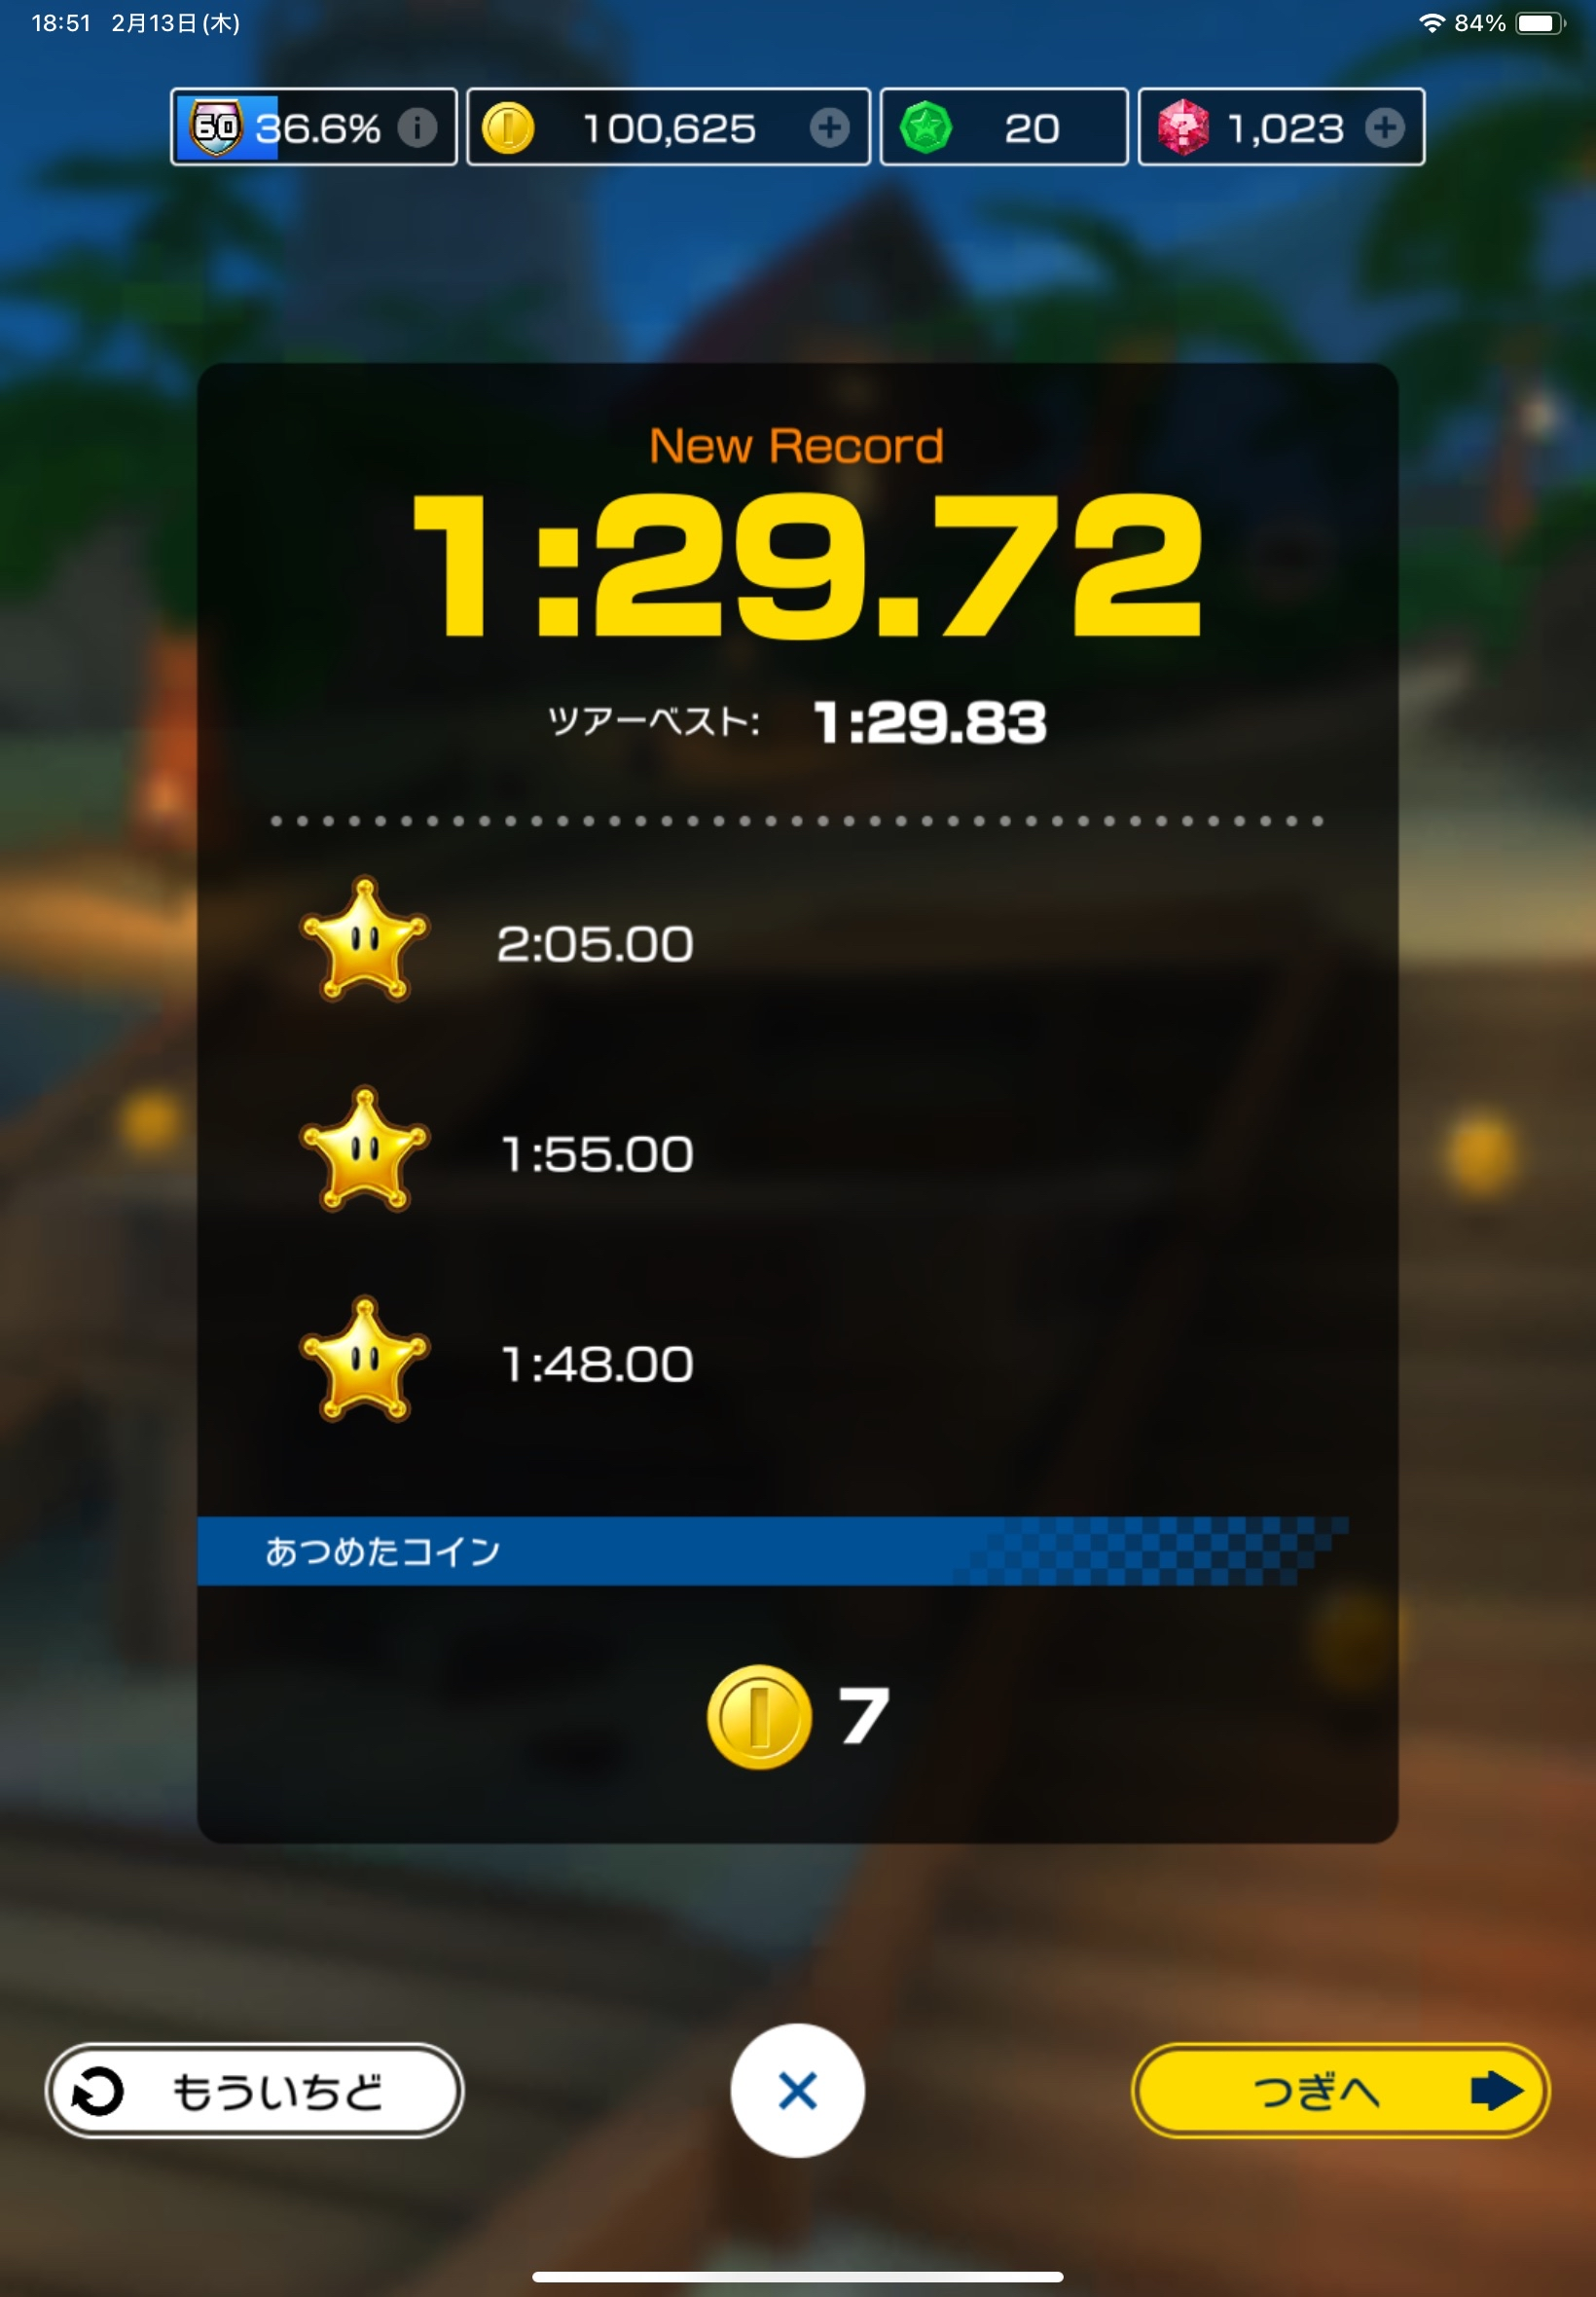 18:51 2月13日(木) 84%
60 36.6% i 100,625 + 20 ? 1,023 +
New Record
1:29.72
ツアーベスト: 1:29.83
2:05.00
1:55.00
1:48.00
あつめたコイン
7
もういちど × つぎへ